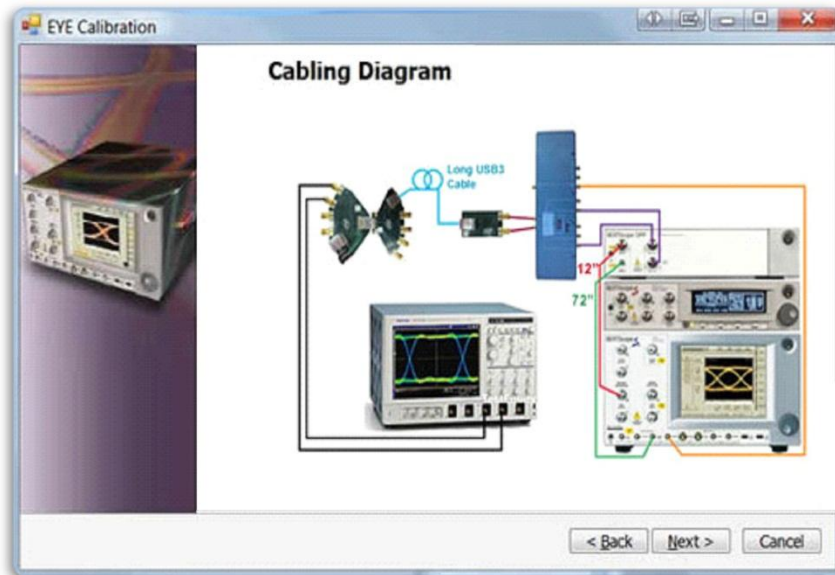 EYE Calibration
Cabling Diagram
Long USB3
Cable
12"
72"
< Back
Next >
Cancel